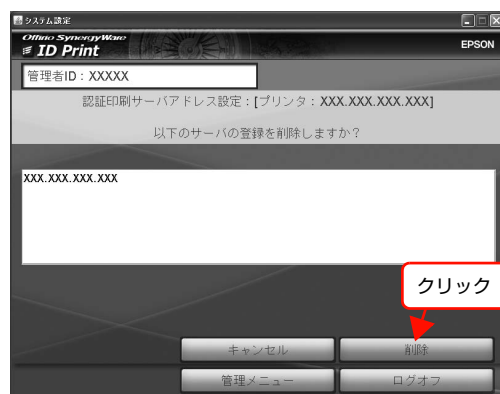 システム設定
Offirio SynergyWare
ID Print
EPSON
管理者ID：XXXXX
認証印刷サーバアドレス設定：[プリンタ：XXX.XXX.XXX.XXX]
以下のサーバの登録を削除しますか？
XXX.XXX.XXX.XXX
クリック
キャンセル
削除
管理メニュー
ログオフ